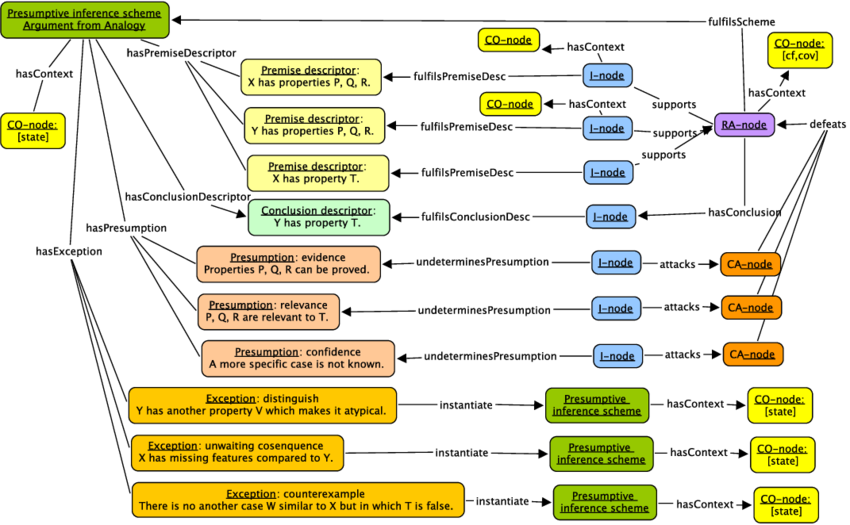 Presumptive inference scheme
Argument from Analogy
fulfilsScheme
hasPremiseDescriptor
hasContext
CO-node:
[state]
CO-node
hasContext
CO-node:
[cf,cov]
hasContext
Premise descriptor:
X has properties P, Q, R.
fulfilsPremiseDesc
I-node
supports
CO-node
hasContext
Premise descriptor:
Y has properties P, Q, R.
fulfilsPremiseDesc
I-node
supports
RA-node
defeats
Premise descriptor:
X has property T.
fulfilsPremiseDesc
I-node
supports
hasConclusionDescriptor
Conclusion descriptor:
Y has property T.
fulfilsConclusionDesc
I-node
hasConclusion
hasPresumption
hasException
Presumption: evidence
Properties P, Q, R can be proved.
undeterminesPresumption
I-node
attacks
CA-node
Presumption: relevance
P, Q, R are relevant to T.
undeterminesPresumption
I-node
attacks
CA-node
Presumption: confidence
A more specific case is not known.
undeterminesPresumption
I-node
attacks
CA-node
Exception: distinguish
Y has another property V which makes it atypical.
instantiate
Presumptive
inference scheme
hasContext
CO-node:
[state]
Exception: unwaiting cosenquence
X has missing features compared to Y.
instantiate
Presumptive
inference scheme
hasContext
CO-node:
[state]
Exception: counterexample
There is no another case W similar to X but in which T is false.
instantiate
Presumptive
inference scheme
hasContext
CO-node:
[state]